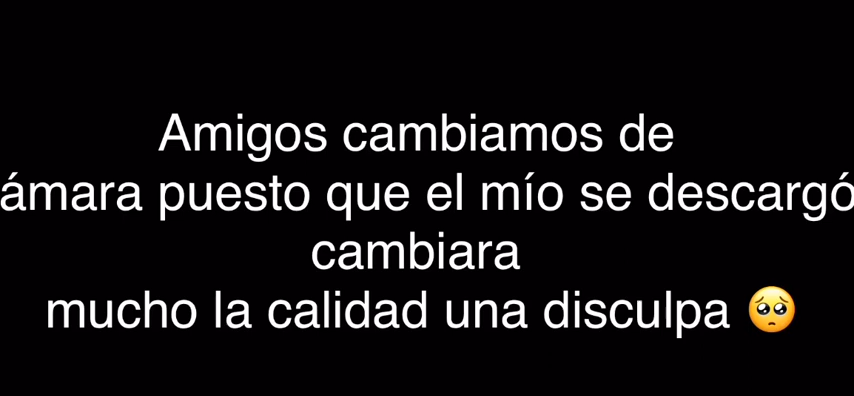 Amigos cambiamos de
ámara puesto que el mío se descargó
cambiara
mucho la calidad una disculpa 🥺